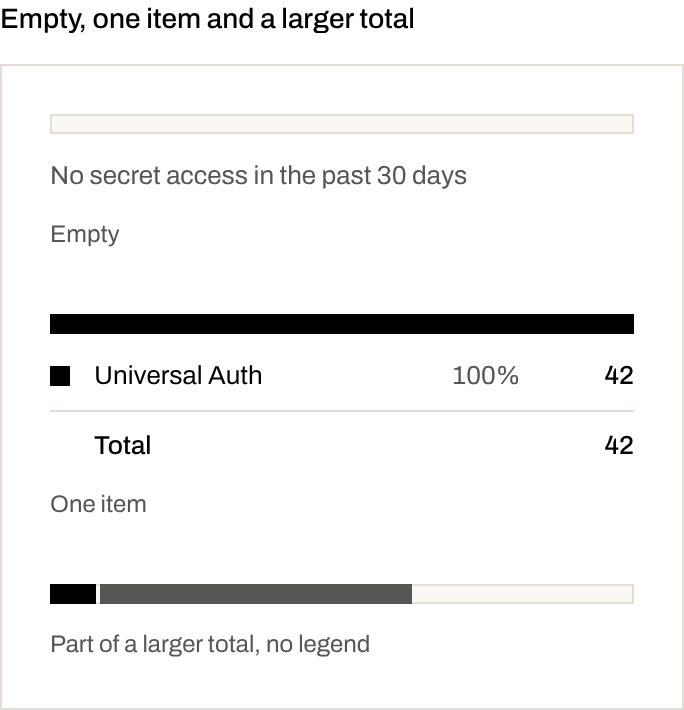 Empty, one item and a larger total
No secret access in the past 30 days
Empty
Universal Auth 100% 42
Total 42
One item
Part of a larger total, no legend